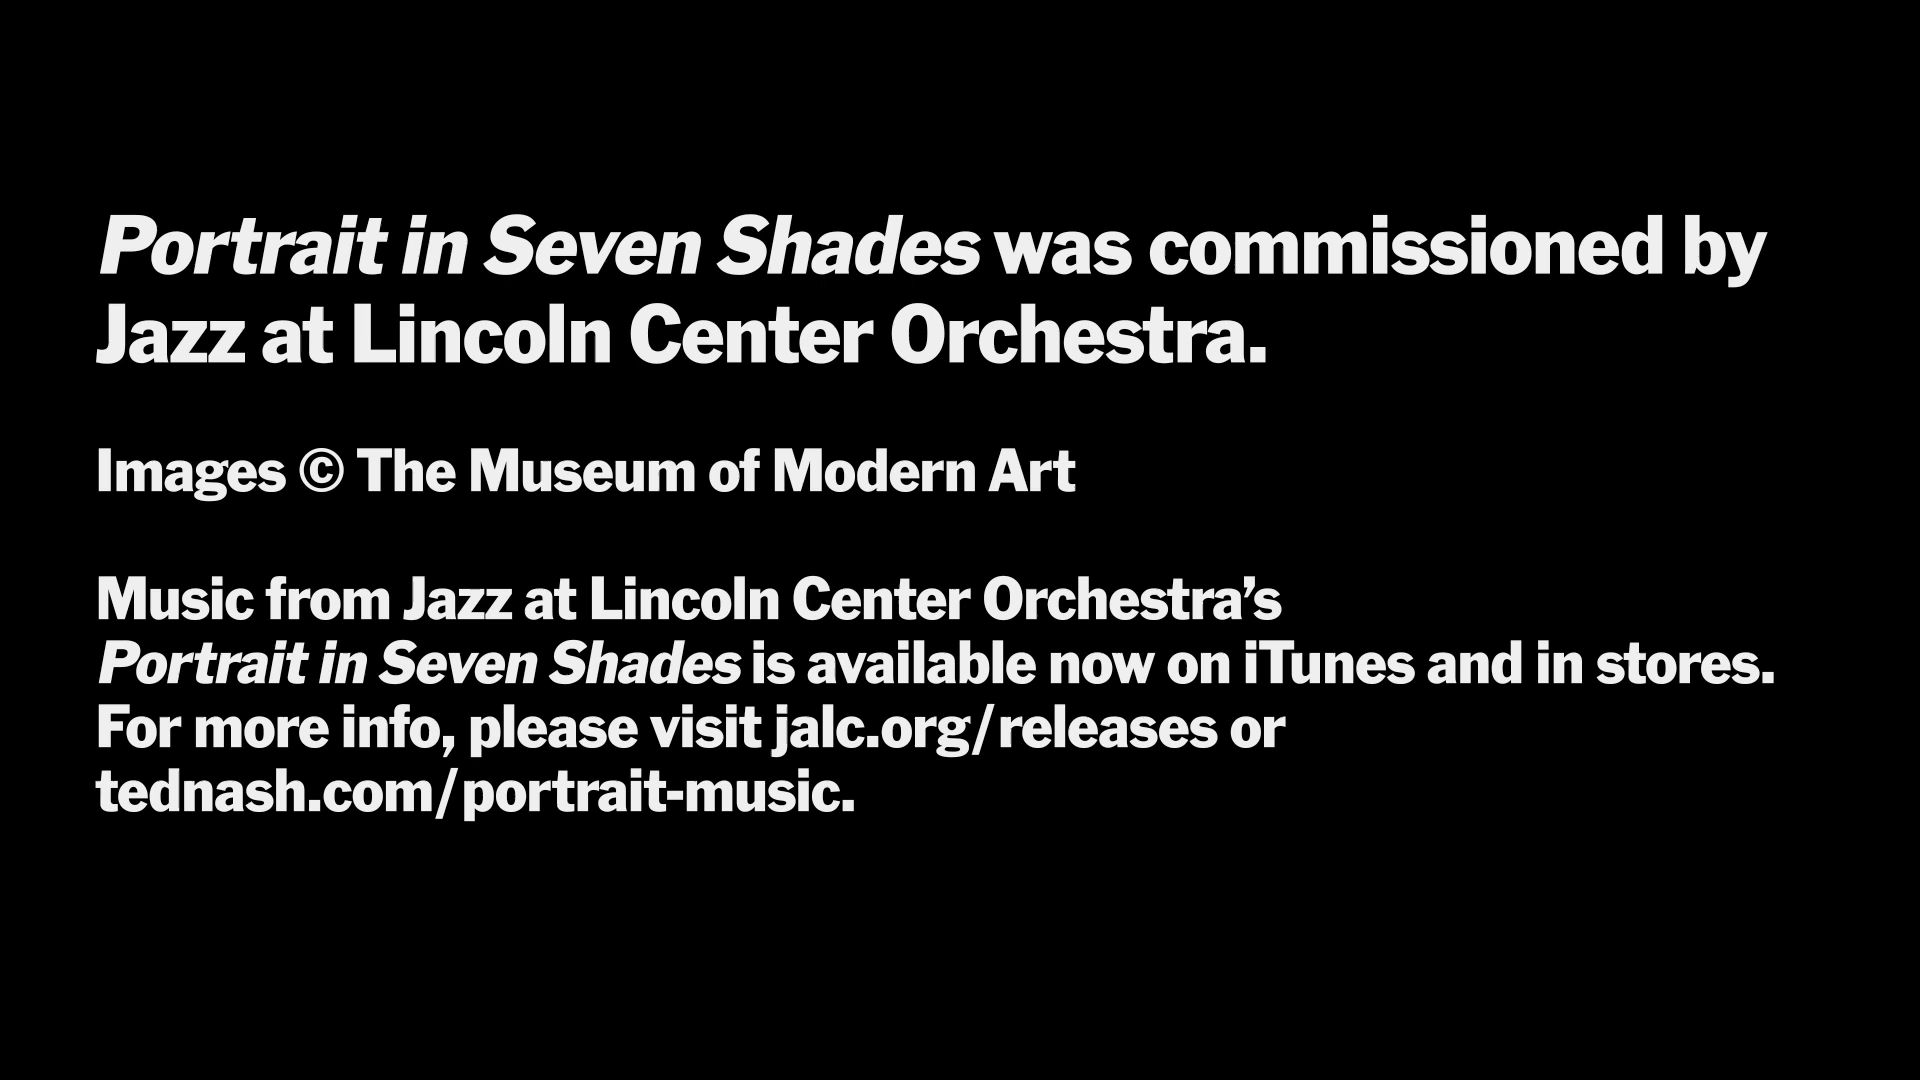 Portrait in Seven Shades was commissioned by
Jazz at Lincoln Center Orchestra.
Images © The Museum of Modern Art
Music from Jazz at Lincoln Center Orchestra’s
Portrait in Seven Shades is available now on iTunes and in stores.
For more info, please visit jalc.org/releases or
tednash.com/portrait-music.